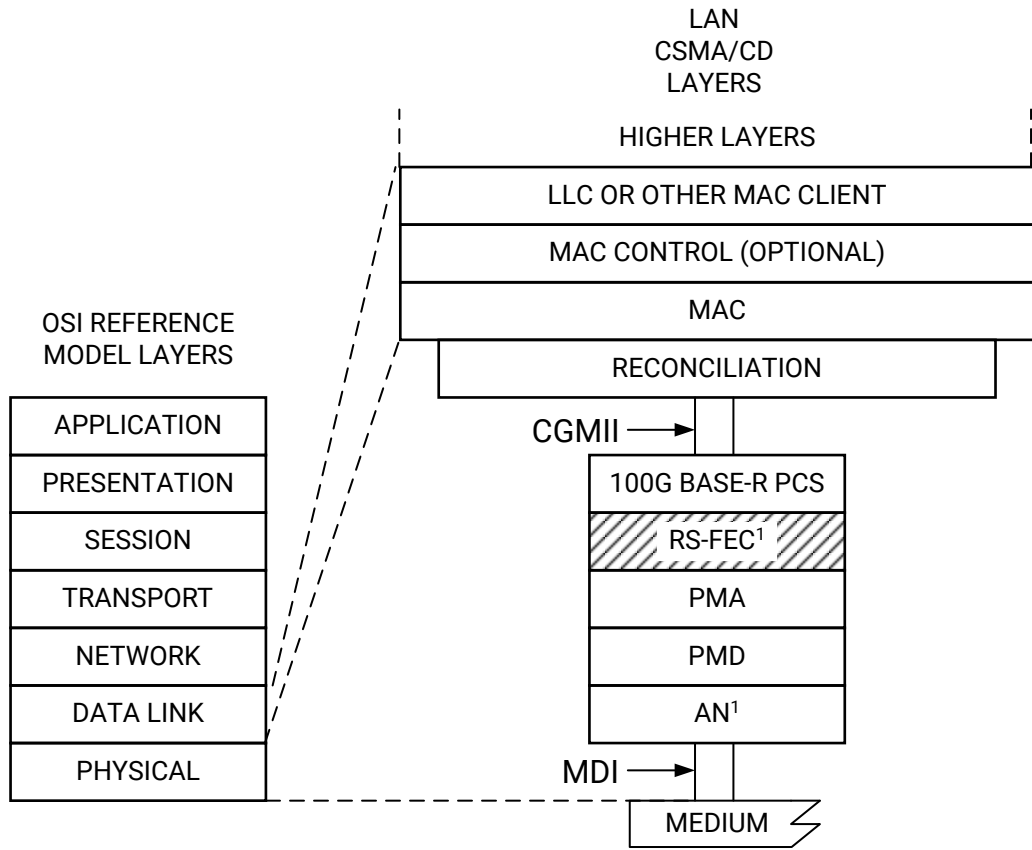 LAN
CSMA/CD
LAYERS
HIGHER LAYERS
LLC OR OTHER MAC CLIENT
MAC CONTROL (OPTIONAL)
MAC
RECONCILIATION
CGMII
100G BASE-R PCS
RS-FEC¹
PMA
PMD
AN¹
MDI
MEDIUM
OSI REFERENCE
MODEL LAYERS
APPLICATION
PRESENTATION
SESSION
TRANSPORT
NETWORK
DATA LINK
PHYSICAL